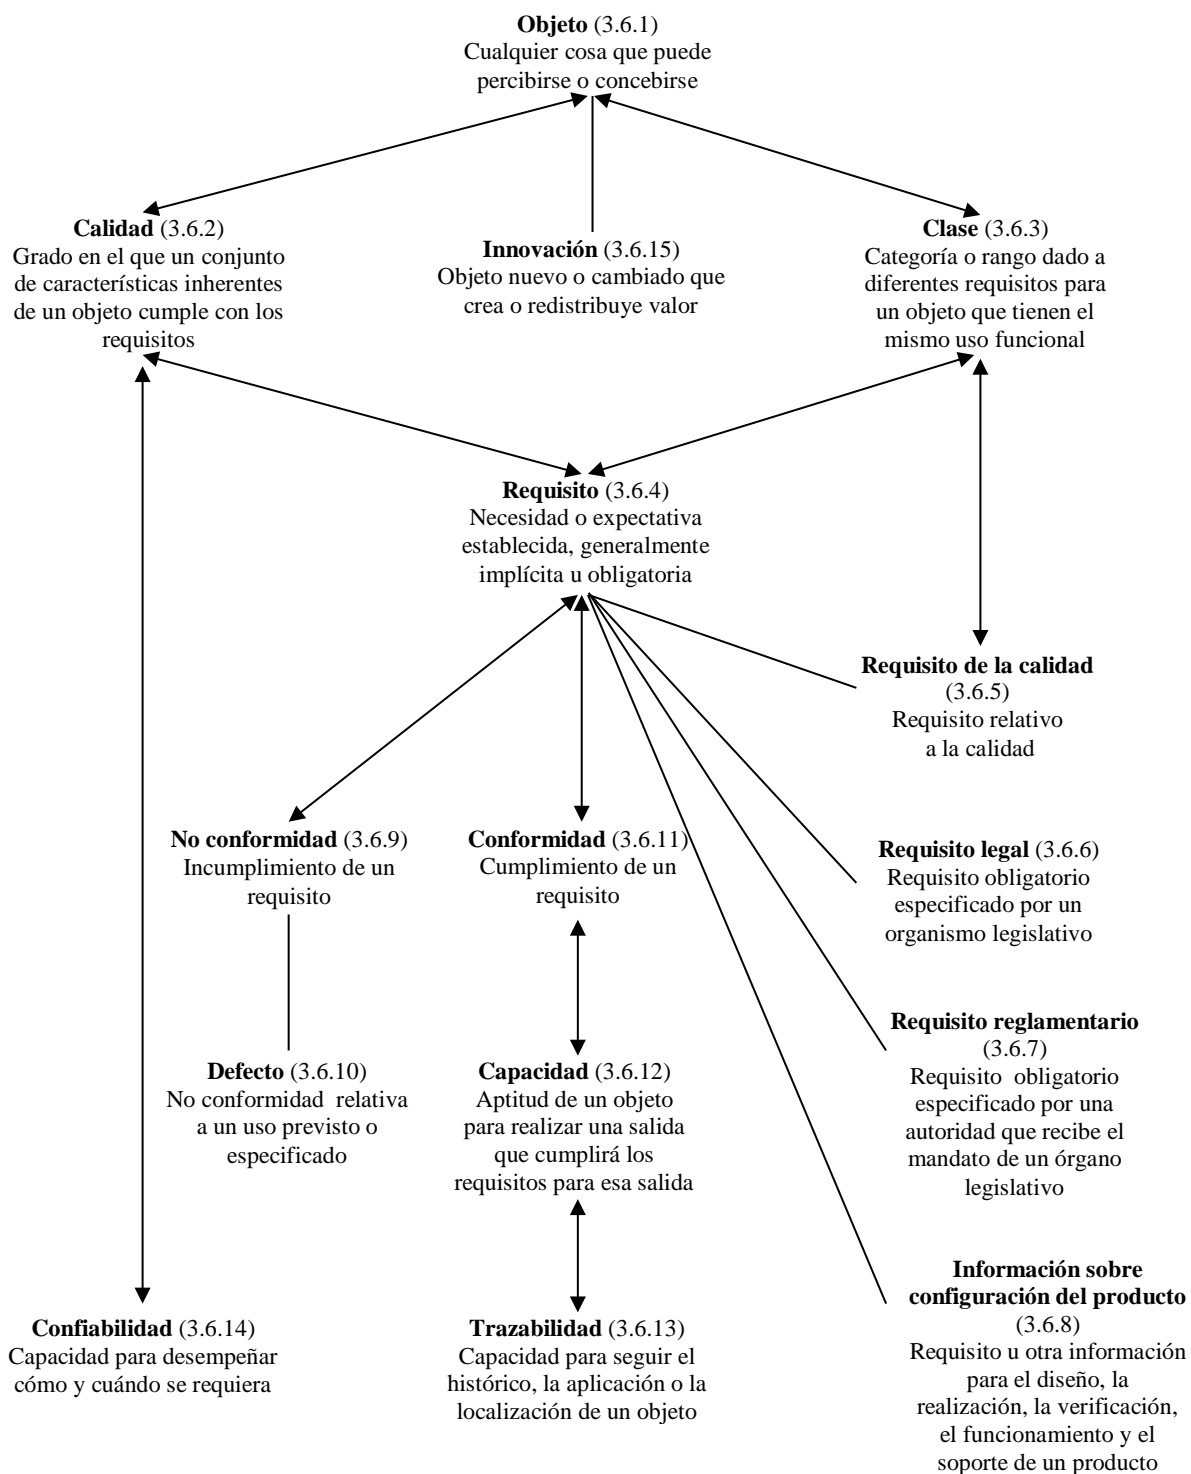 Objeto (3.6.1)
Cualquier cosa que puede
percibirse o concebirse
Calidad (3.6.2)
Grado en el que un conjunto
de características inherentes
de un objeto cumple con los
requisitos
Innovación (3.6.15)
Objeto nuevo o cambiado que
crea o redistribuye valor
Clase (3.6.3)
Categoría o rango dado a
diferentes requisitos para
un objeto que tienen el
mismo uso funcional
Requisito (3.6.4)
Necesidad o expectativa
establecida, generalmente
implícita u obligatoria
Requisito de la calidad
(3.6.5)
Requisito relativo
a la calidad
No conformidad (3.6.9)
Incumplimiento de un
requisito
Conformidad (3.6.11)
Cumplimiento de un
requisito
Requisito legal (3.6.6)
Requisito obligatorio
especificado por un
organismo legislativo
Requisito reglamentario
(3.6.7)
Requisito obligatorio
especificado por una
autoridad que recibe el
mandato de un órgano
legislativo
Defecto (3.6.10)
No conformidad relativa
a un uso previsto o
especificado
Capacidad (3.6.12)
Aptitud de un objeto
para realizar una salida
que cumplirá los
requisitos para esa salida
Información sobre
configuración del producto
(3.6.8)
Requisito u otra información
para el diseño, la
realización, la verificación,
el funcionamiento y el
soporte de un producto
Confiabilidad (3.6.14)
Capacidad para desempeñar
cómo y cuándo se requiera
Trazabilidad (3.6.13)
Capacidad para seguir el
histórico, la aplicación o la
localización de un objeto